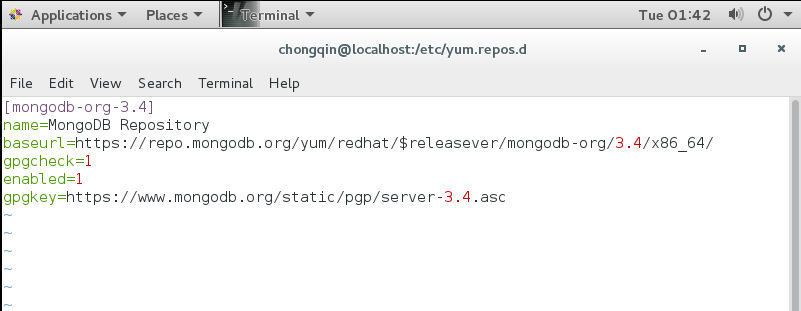 Applications Places Terminal Tue 01:42
chongqin@localhost:/etc/yum.repos.d
File Edit View Search Terminal Help
[mongodb-org-3.4]
name=MongoDB Repository
baseurl=https://repo.mongodb.org/yum/redhat/$releasever/mongodb-org/3.4/x86_64/
gpgcheck=1
enabled=1
gpgkey=https://www.mongodb.org/static/pgp/server-3.4.asc
~
~
~
~
~
~